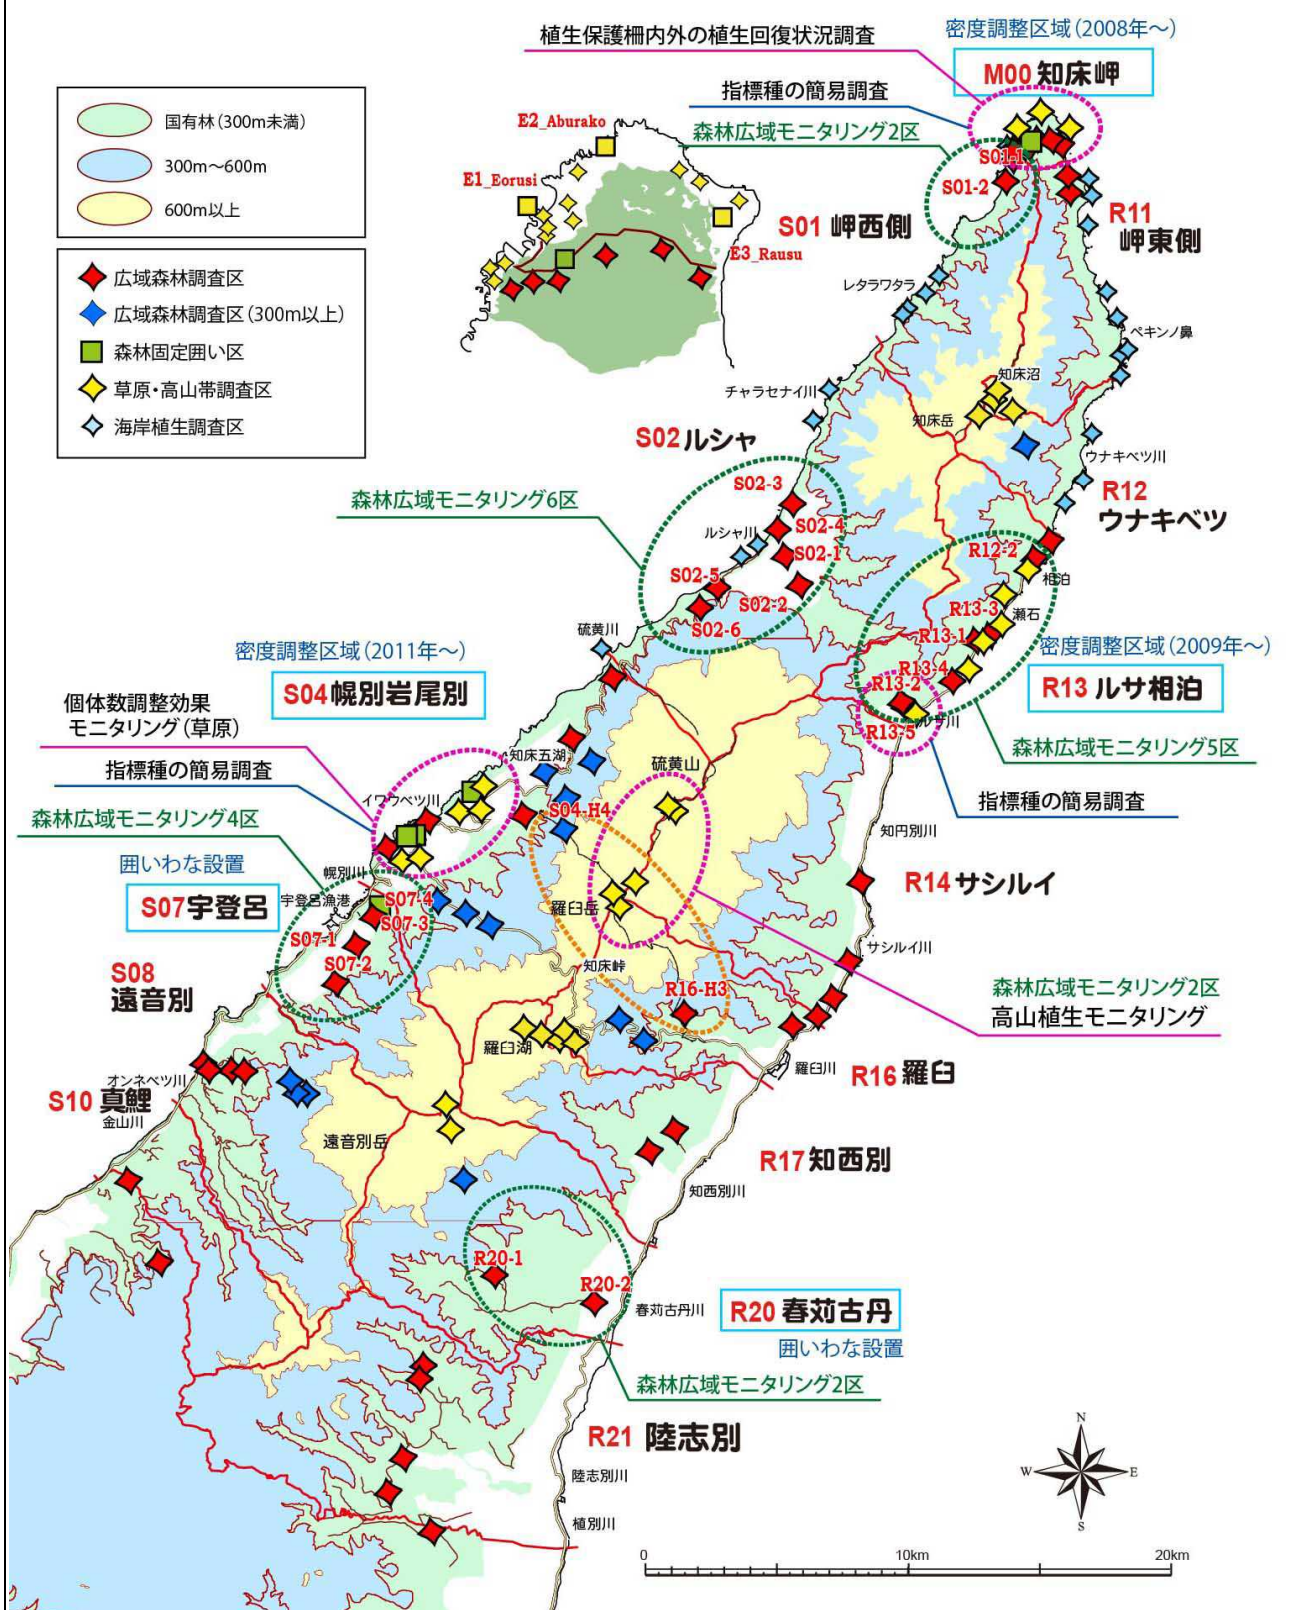 植生保護柵内外の植生回復状況調査
密度調整区域(2008年～)
M00 知床岬
指標種の簡易調査
森林広域モニタリング2区
国有林(300m未満)
300m～600m
600m以上
広域森林調査区
広域森林調査区(300m以上)
森林固定囲い区
草原・高山帯調査区
海岸植生調査区
E2_Aburako
E1_Eorusi
E3_Rausu
S01-1
S01-2
S01 岬西側
R11
岬東側
レタラワタラ
ペキンノ鼻
知床沼
知床岳
チャラセナイ川
ウナキベツ川
S02 ルシャ
R12
ウナキベツ
森林広域モニタリング6区
S02-3
S02-4
S02-1
S02-5
S02-2
S02-6
ルシャ川
R12-2
相泊
R13-3
瀬石
R13-1
R13-4
R13-2
R13-5
ルサ川
密度調整区域(2009年～)
R13 ルサ相泊
森林広域モニタリング5区
指標種の簡易調査
硫黄川
密度調整区域(2011年～)
S04 幌別岩尾別
個体数調整効果
モニタリング(草原)
指標種の簡易調査
森林広域モニタリング4区
囲いわな設置
S07 宇登呂
知床五湖
イワウベツ川
硫黄山
S04-H4
知円別川
幌別川
宇登呂漁港
S07-4
S07-3
S07-1
S07-2
羅臼岳
R14 サシルイ
サシルイ川
S08
遠音別
知床峠
R16-H3
森林広域モニタリング2区
高山植生モニタリング
羅臼湖
羅臼川
R16 羅臼
オンネベツ川
S10 真鯉
金山川
遠音別岳
R17 知西別
知西別川
R20-1
R20-2
春苅古丹川
R20 春苅古丹
囲いわな設置
森林広域モニタリング2区
R21 陸志別
陸志別川
植別川
N
W
E
S
0
10km
20km